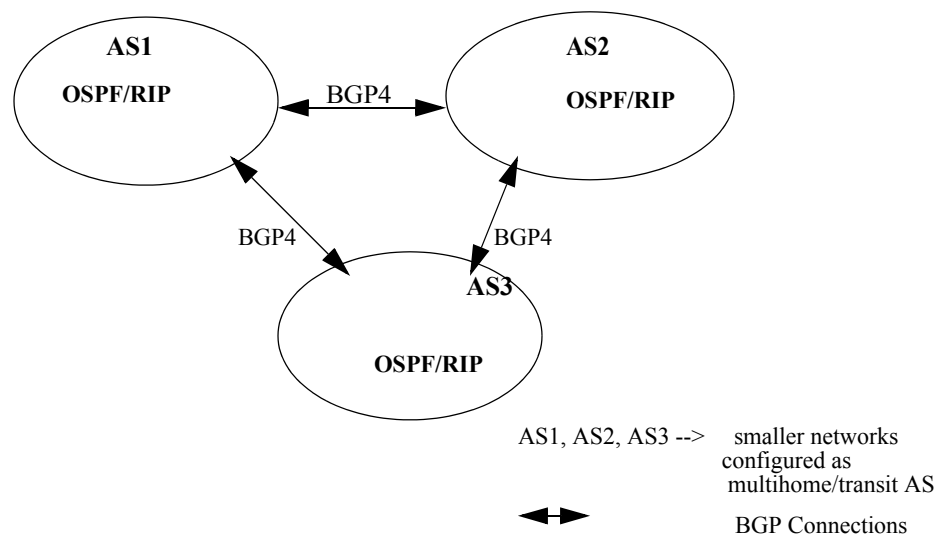 AS1
OSPF/RIP
BGP4
AS2
OSPF/RIP
BGP4
BGP4
AS3
OSPF/RIP
AS1, AS2, AS3 --> smaller networks
configured as
multihome/transit AS
BGP Connections